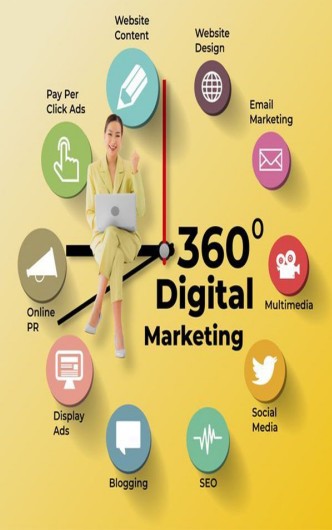 Website
Content
Website
Design
Pay Per
Click Ads
Email
Marketing
360°
Digital
Marketing
Multimedia
Online
PR
Display
Ads
Social
Media
Blogging
SEO